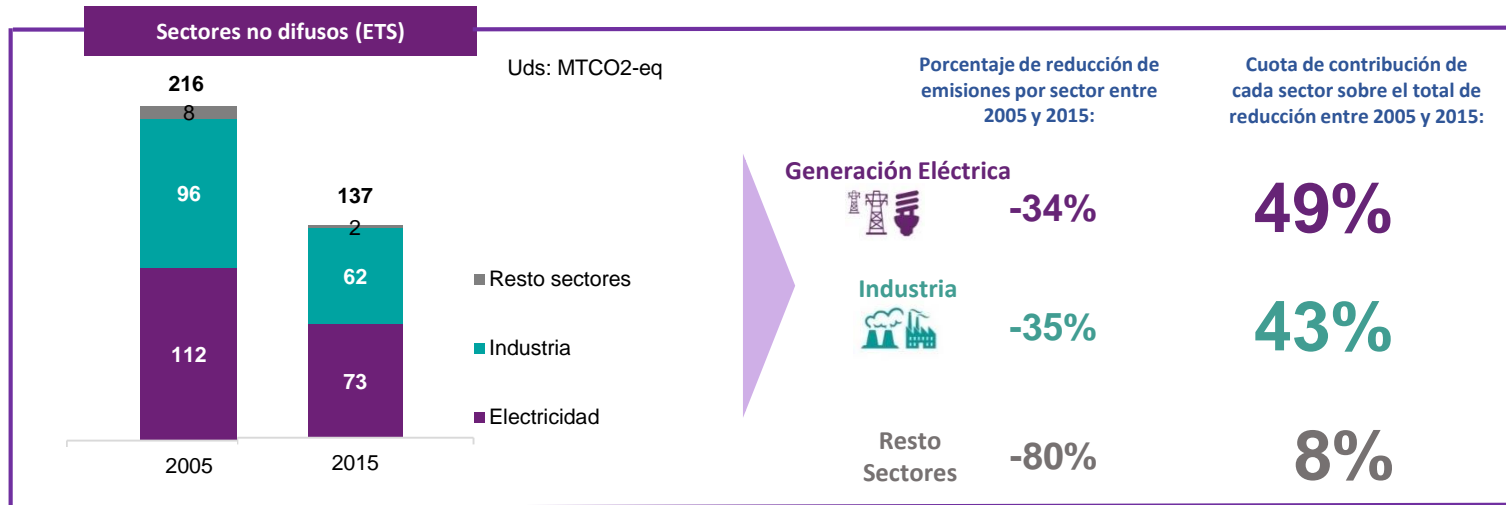 Sectores no difusos (ETS)
Uds: MTCO2-eq
216
8
96
112
2005
137
2
62
73
2015
Resto sectores
Industria
Electricidad
Porcentaje de reducción de
emisiones por sector entre
2005 y 2015:
Cuota de contribución de
cada sector sobre el total de
reducción entre 2005 y 2015:
Generación Eléctrica
-34%
49%
Industria
-35%
43%
Resto
Sectores
-80%
8%